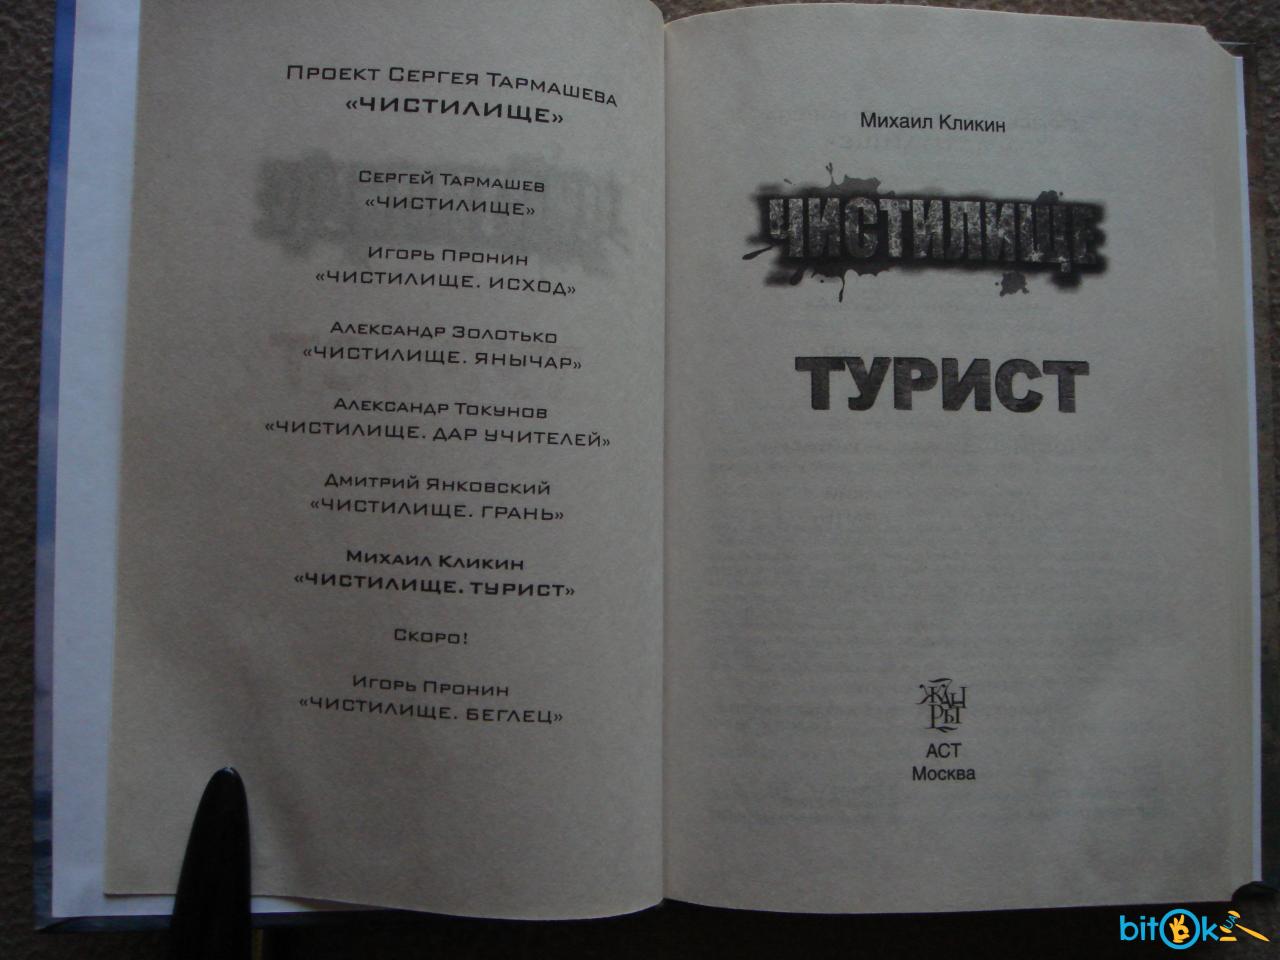 Проект Сергея Тармашева
«ЧИСТИЛИЩЕ»
Сергей Тармашев
«ЧИСТИЛИЩЕ»
Игорь Пронин
«ЧИСТИЛИЩЕ. ИСХОД»
Александр Золотько
«ЧИСТИЛИЩЕ. ЯНЫЧАР»
Александр Токунов
«ЧИСТИЛИЩЕ. ДАР УЧИТЕЛЕЙ»
Дмитрий Янковский
«ЧИСТИЛИЩЕ. ГРАНЬ»
Михаил Кликин
«ЧИСТИЛИЩЕ. ТУРИСТ»
Скоро!
Игорь Пронин
«ЧИСТИЛИЩЕ. БЕГЛЕЦ»
Михаил Кликин
ЧИСТИЛИЩЕ
ТУРИСТ
ЖАН
РЫ
АСТ
Москва
bitOk
UA